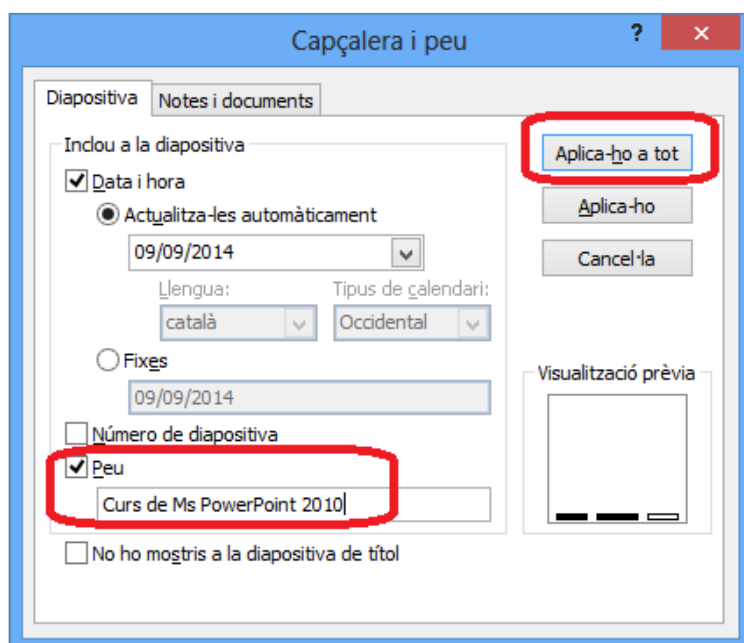 Capçalera i peu
? ×
Diapositiva Notes i documents
Inclou a la diapositiva
Data i hora
Actualitza-les automàticament
09/09/2014
Llengua: Tipus de calendari:
català Occidental
Fixes
09/09/2014
Número de diapositiva
Peu
Curs de Ms PowerPoint 2010
No ho mostris a la diapositiva de títol
Aplica-ho a tot
Aplica-ho
Cancel·la
Visualització prèvia